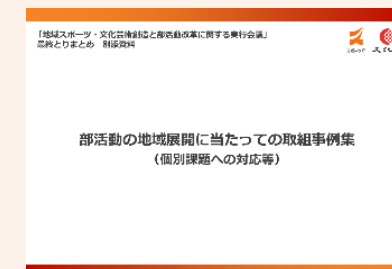 「地域スポーツ・文化芸術創造と部活動改革に関する実行会議」
最終とりまとめ 別添資料
部活動の地域展開に当たっての取組事例集
(個別課題への対応等)